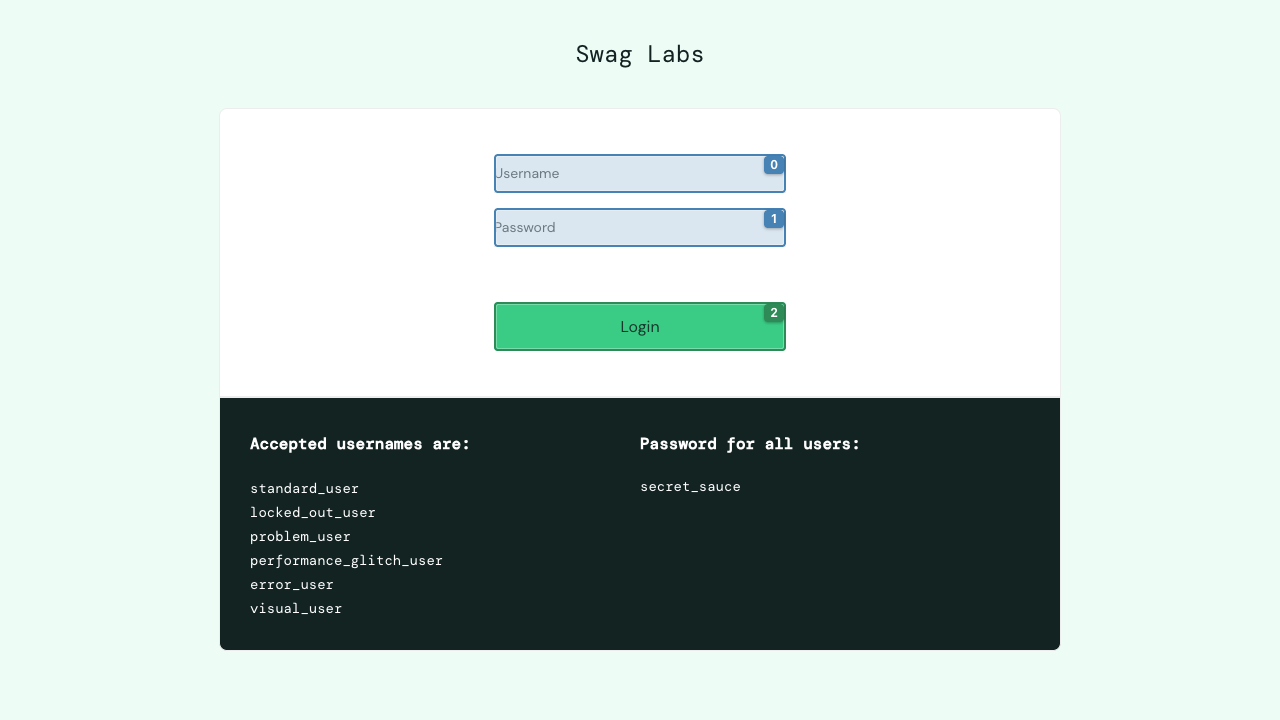 Swag Labs
0
Username
1
Password
2
Login
Accepted usernames are:
standard_user
locked_out_user
problem_user
performance_glitch_user
error_user
visual_user
Password for all users:
secret_sauce